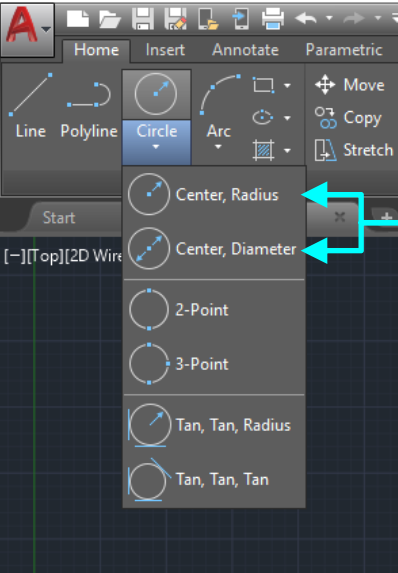 A
Home Insert Annotate Parametric
Line Polyline Circle Arc
Move
Copy
Stretch
Start
[−][Top][2D Wire
Center, Radius
Center, Diameter
2-Point
3-Point
Tan, Tan, Radius
Tan, Tan, Tan